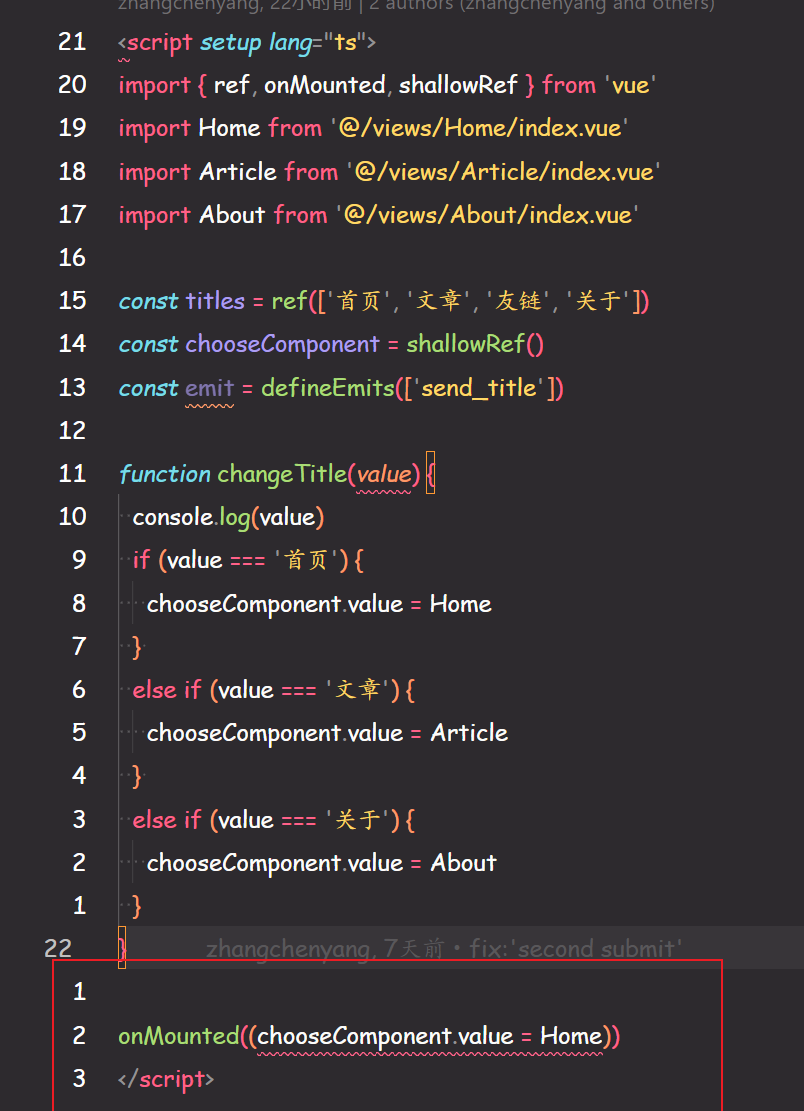 zhangchenyang, 22小时前 | 2 authors (zhangchenyang and others)
21 <script setup lang="ts">
20 import { ref, onMounted, shallowRef } from 'vue'
19 import Home from '@/views/Home/index.vue'
18 import Article from '@/views/Article/index.vue'
17 import About from '@/views/About/index.vue'
16
15 const titles = ref(['首页', '文章', '友链', '关于'])
14 const chooseComponent = shallowRef()
13 const emit = defineEmits(['send_title'])
12
11 function changeTitle(value) {
10 console.log(value)
9 if (value === '首页') {
8 chooseComponent.value = Home
7 }
6 else if (value === '文章') {
5 chooseComponent.value = Article
4 }
3 else if (value === '关于') {
2 chooseComponent.value = About
1 }
22 } zhangchenyang, 7天前 • fix:'second submit'
1
2 onMounted((chooseComponent.value = Home))
3 </script>